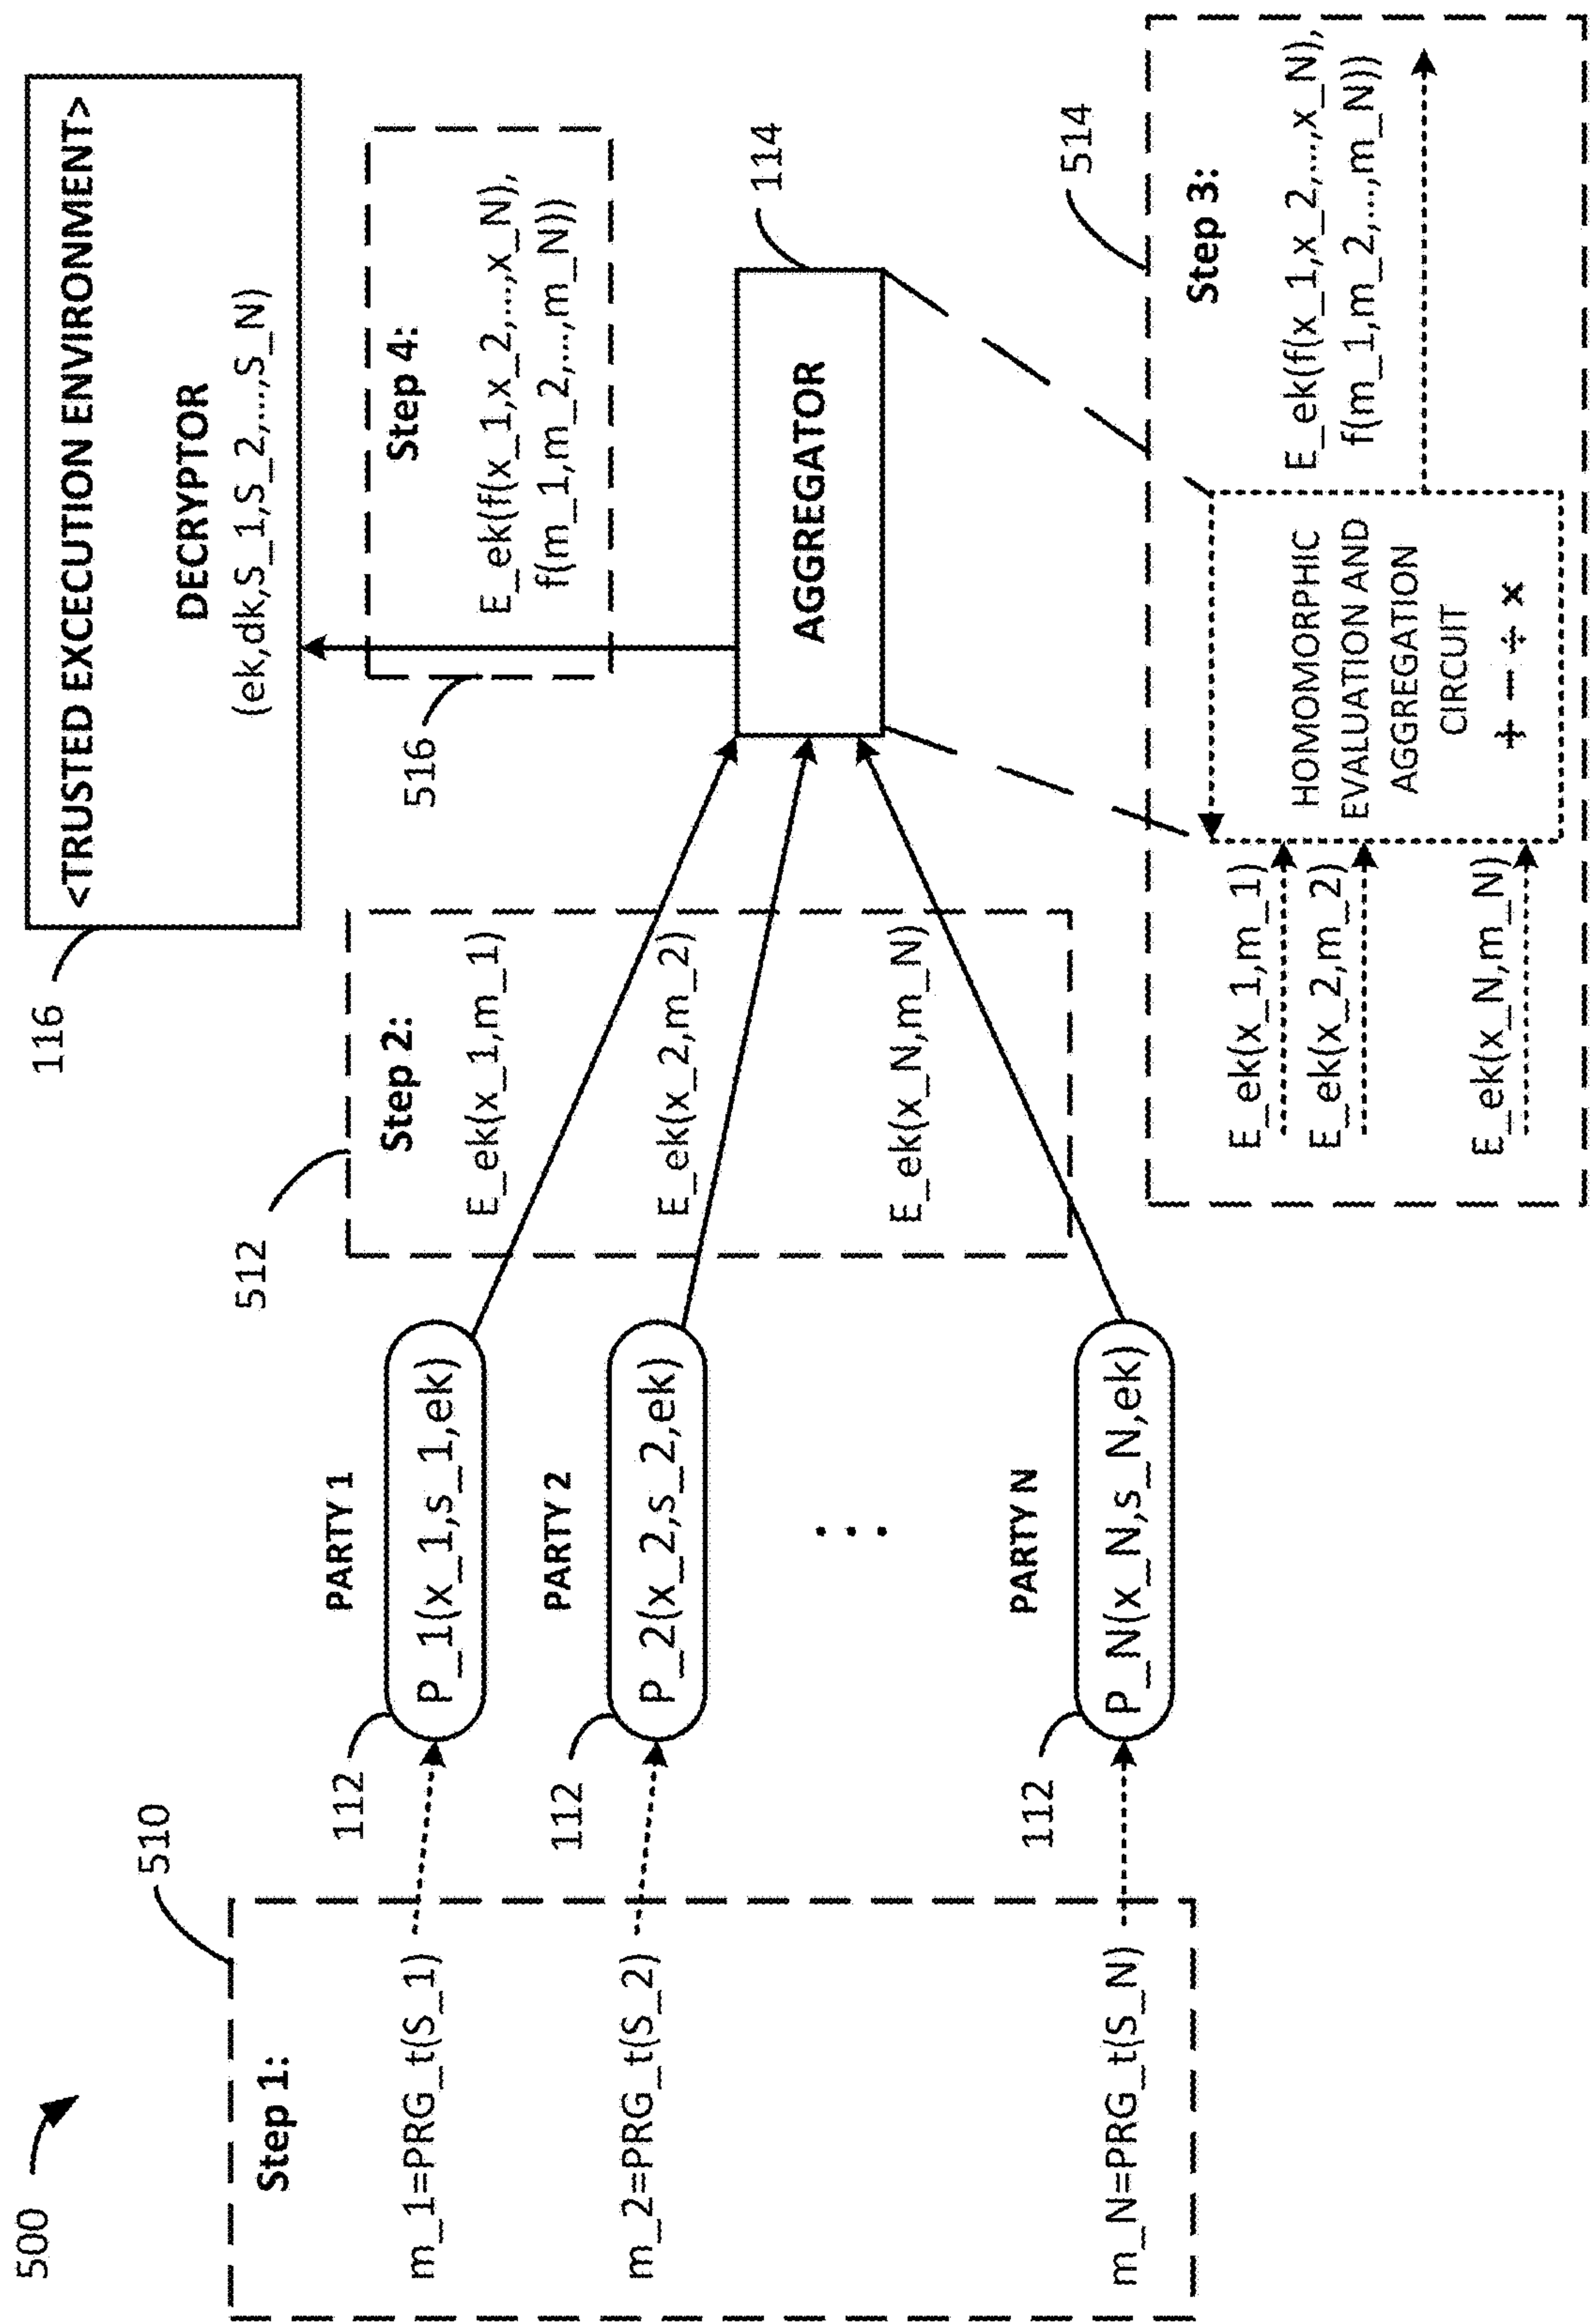 500
510
Step 1:
m_1=PRG_t(S_1)
m_2=PRG_t(S_2)
m_N=PRG_t(S_N)
PARTY 1
112
P_1(x_1,s_1,ek)
PARTY 2
112
P_2(x_2,s_2,ek)
...
PARTY N
112
P_N(x_N,s_N,ek)
512
Step 2:
E_ek(x_1,m_1)
E_ek(x_2,m_2)
E_ek(x_N,m_N)
116
<TRUSTED EXCECUTION ENVIRONMENT>
DECRYPTOR
(ek,dk,S_1,S_2,...,S_N)
516
Step 4:
E_ek(f(x_1,x_2,...,x_N),
f(m_1,m_2,...,m_N))
114
AGGREGATOR
514
Step 3:
E_ek(x_1,m_1)
E_ek(x_2,m_2)
E_ek(x_N,m_N)
HOMOMORPHIC
EVALUATION AND
AGGREGATION
CIRCUIT
+ − ÷ x
E_ek(f(x_1,x_2,...,x_N),
f(m_1,m_2,...,m_N))